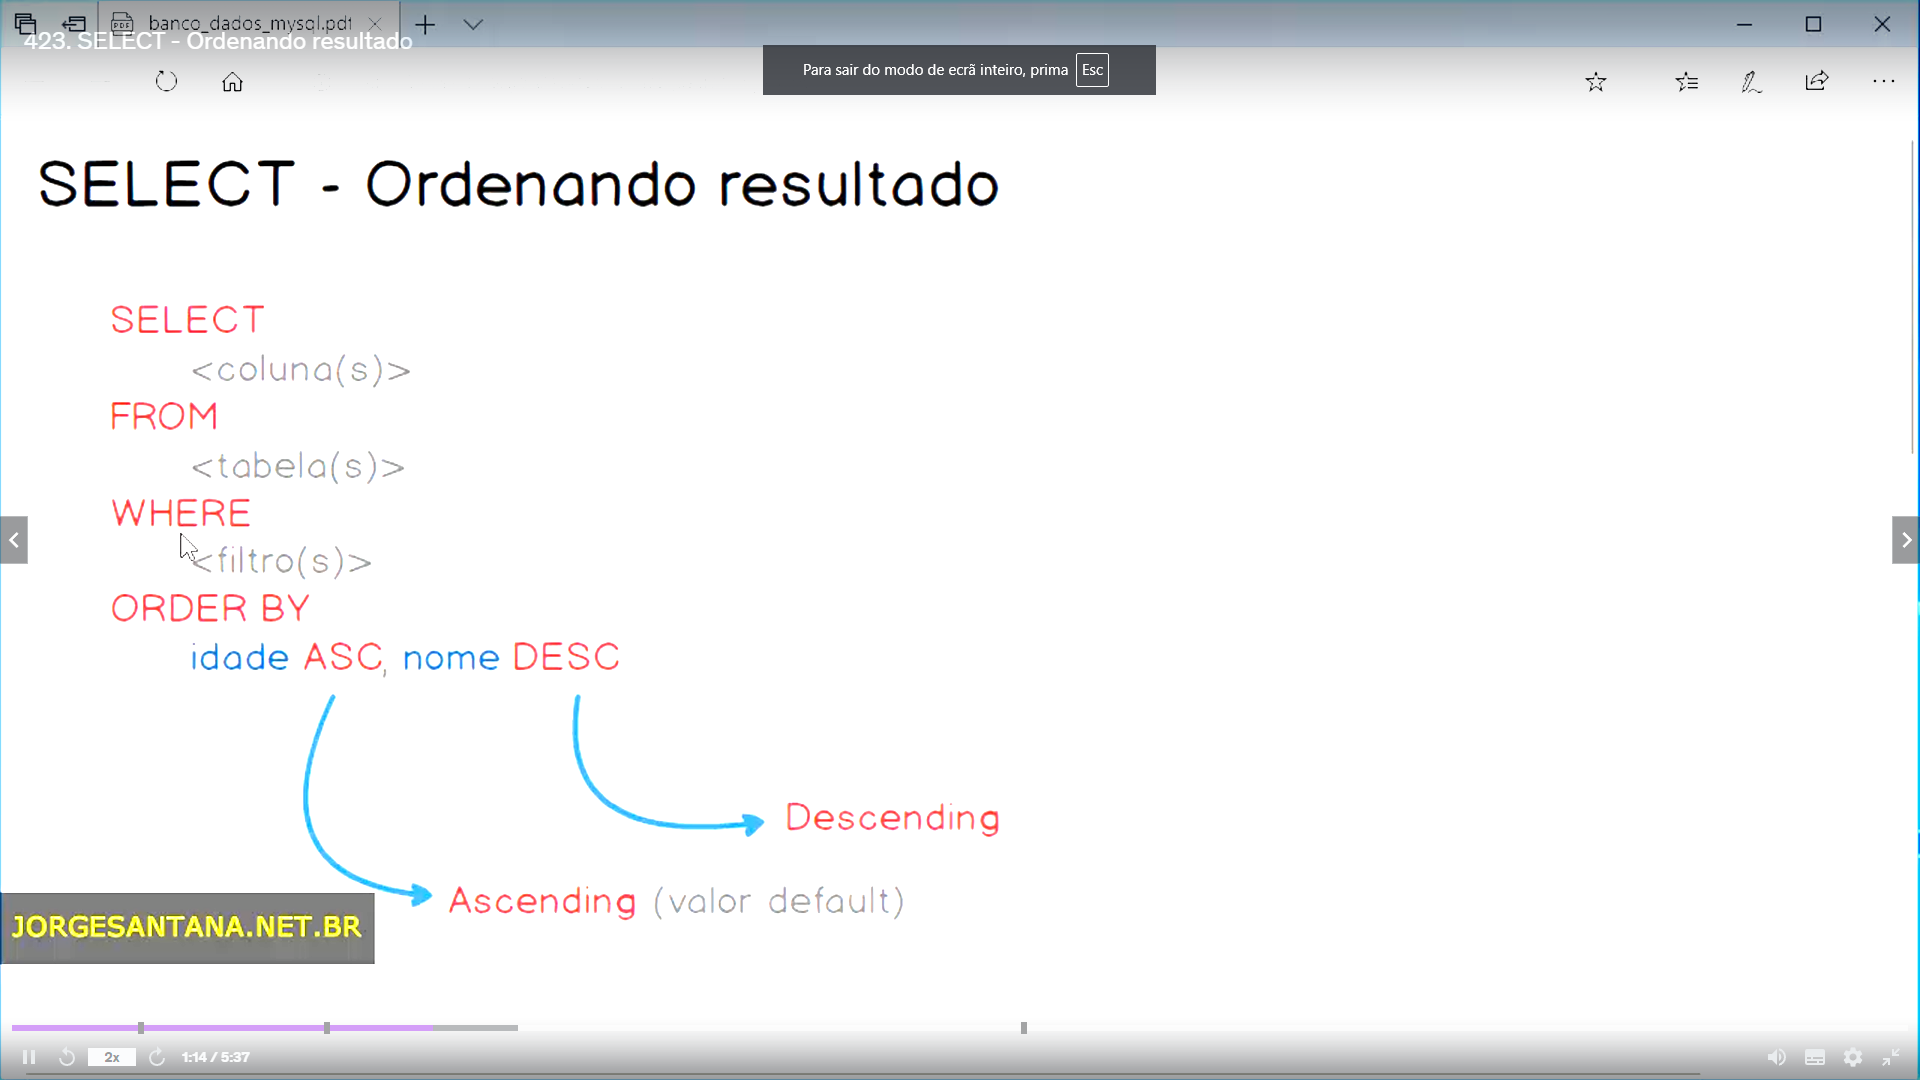 banco_dados_mysql.pdf
423. SELECT - Ordenando resultado
Para sair do modo de ecrã inteiro, prima Esc
SELECT - Ordenando resultado
SELECT
<coluna(s)>
FROM
<tabela(s)>
WHERE
<filtro(s)>
ORDER BY
idade ASC, nome DESC
Descending
Ascending (valor default)
JORGESANTANA.NET.BR
2x
1:14 / 5:37